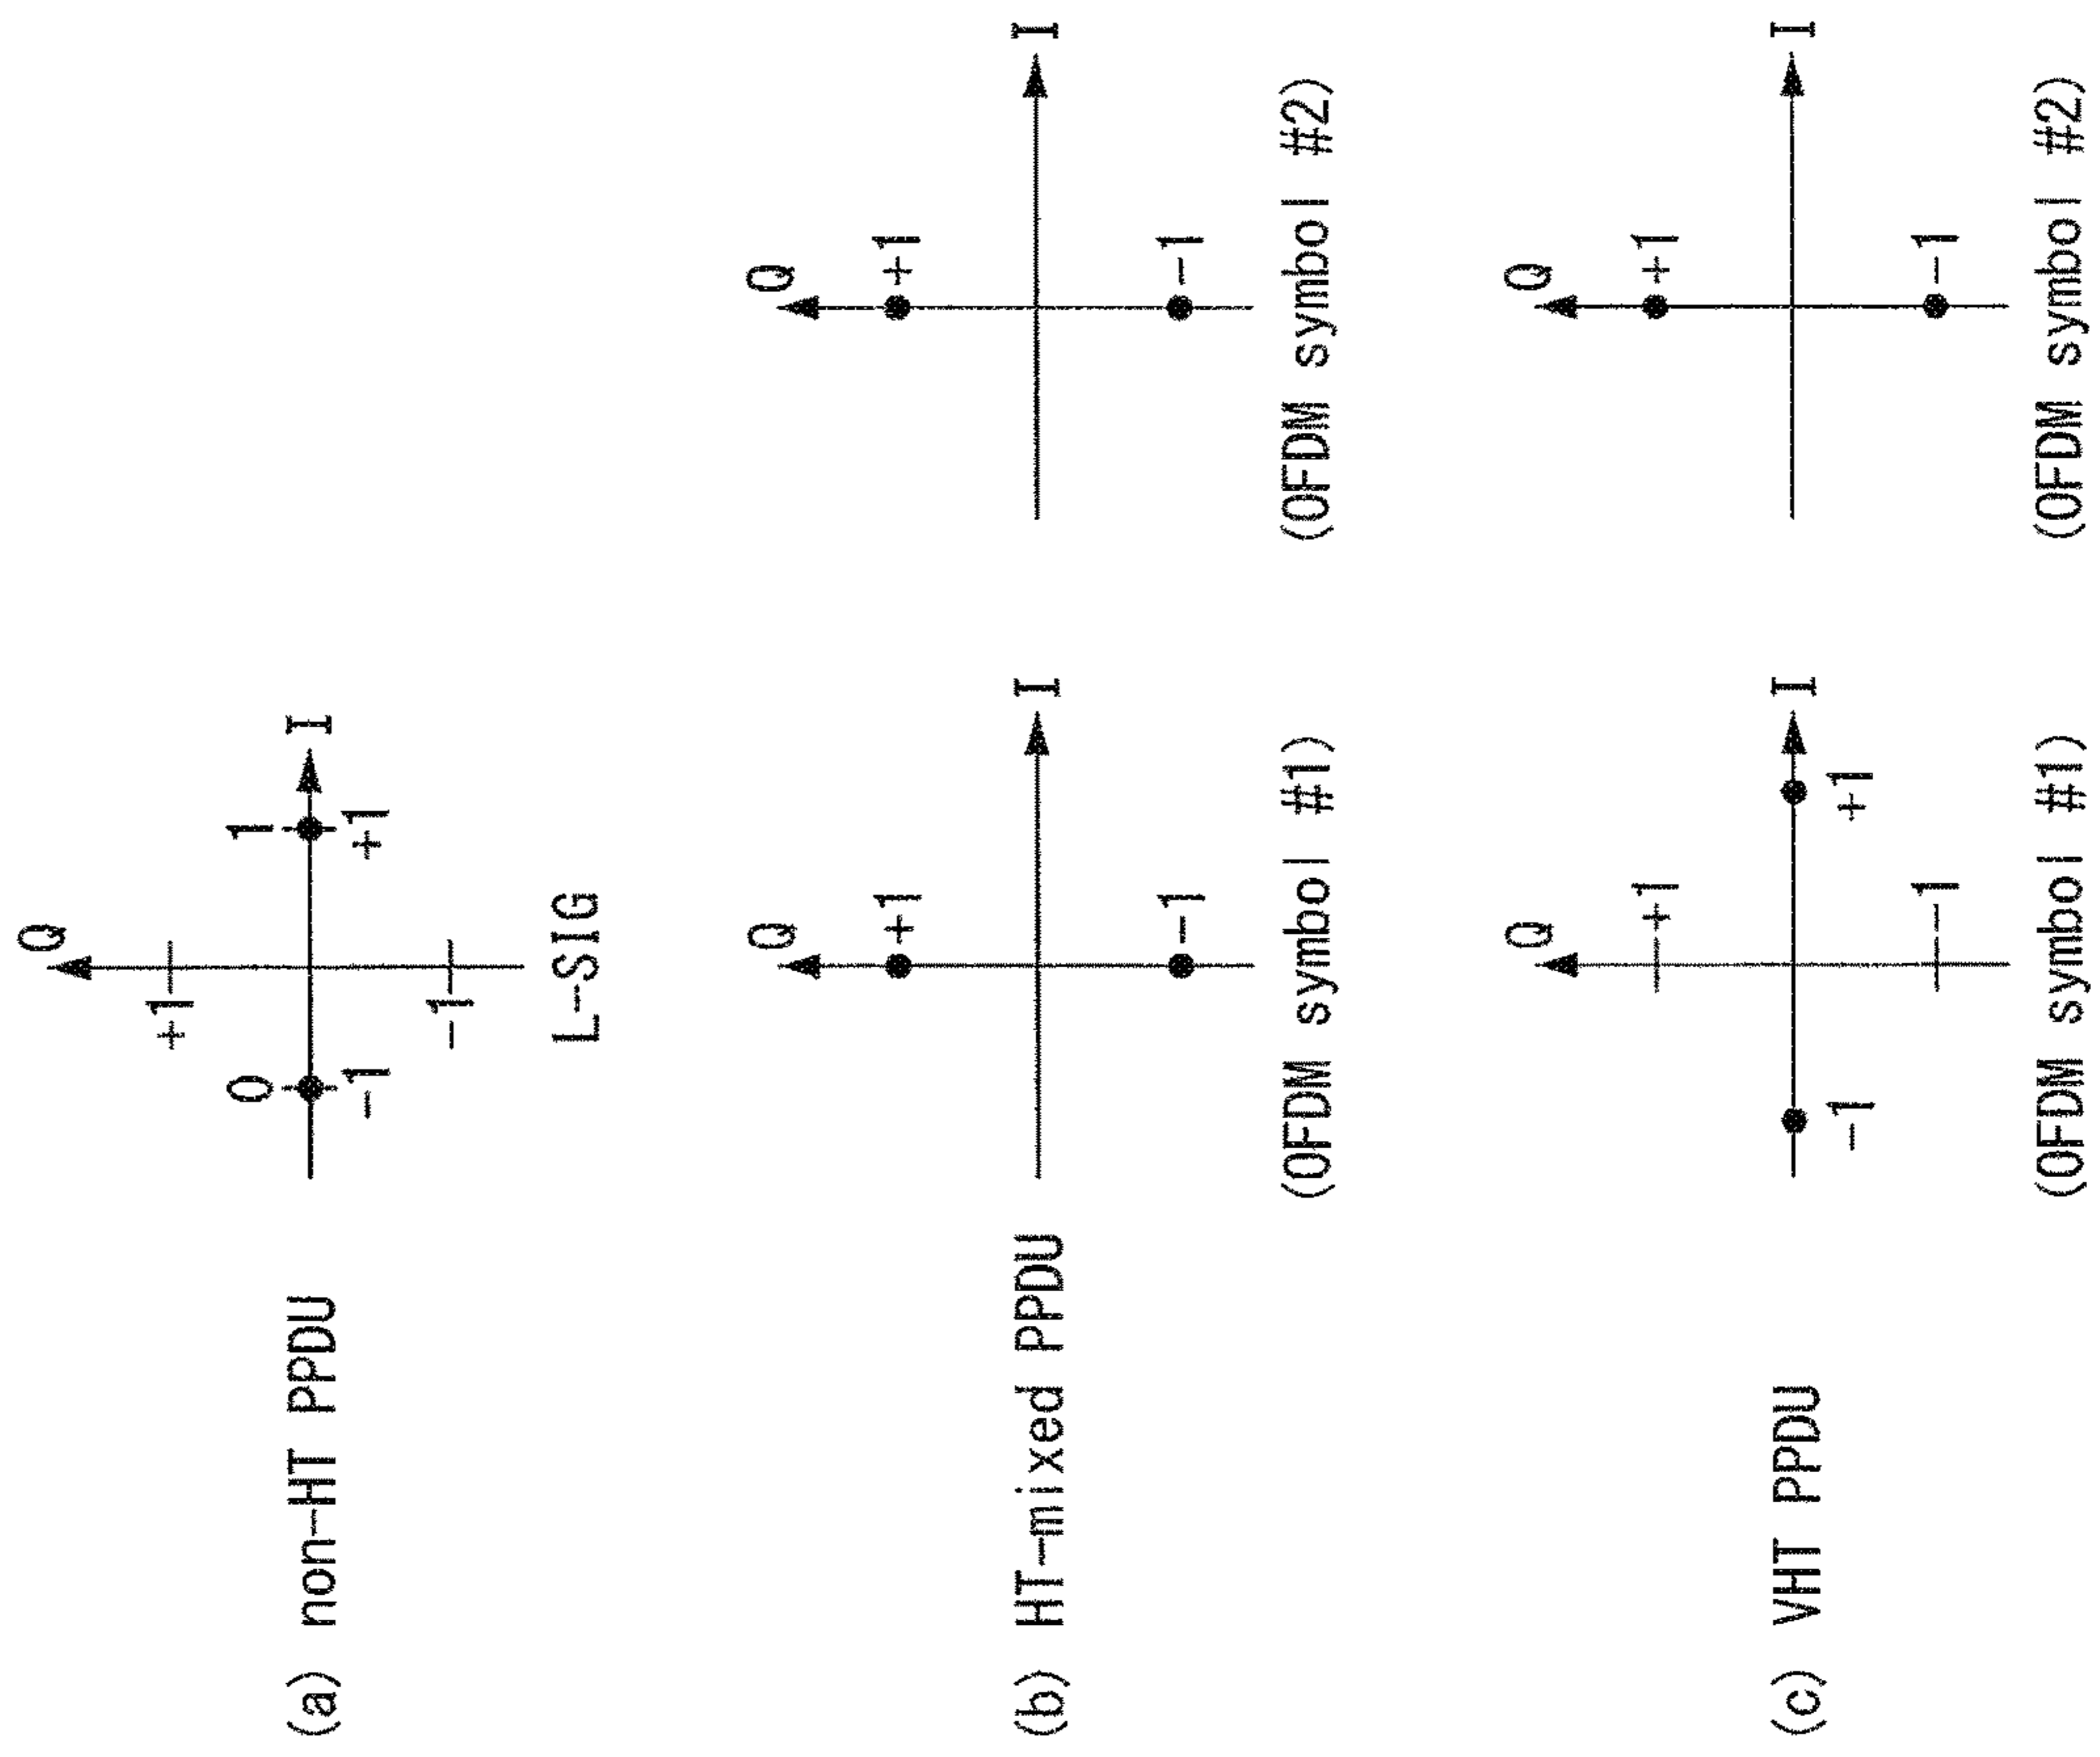 (a) non-HT PPDU
Q
+1
0
1
I
-1
+1
-1
L-SIG
(b) HT-mixed PPDU
Q
+1
I
-1
(OFDM symbol #1)
Q
+1
I
-1
(OFDM symbol #2)
(c) VHT PPDU
Q
+1
I
-1
+1
-1
(OFDM symbol #1)
Q
+1
I
-1
(OFDM symbol #2)